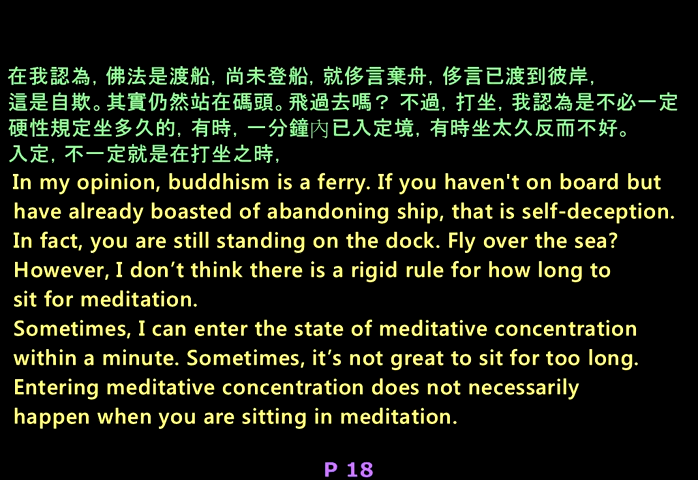 在我認為, 佛法是渡船, 尚未登船, 就侈言棄舟, 侈言已渡到彼岸,
這是自欺。其實仍然站在碼頭。飛過去嗎？ 不過, 打坐, 我認為是不必一定
硬性規定坐多久的, 有時, 一分鐘內已入定境, 有時坐太久反而不好。
入定, 不一定就是在打坐之時,
In my opinion, buddhism is a ferry. If you haven't on board but
have already boasted of abandoning ship, that is self-deception.
In fact, you are still standing on the dock. Fly over the sea?
However, I don’t think there is a rigid rule for how long to
sit for meditation.
Sometimes, I can enter the state of meditative concentration
within a minute. Sometimes, it’s not great to sit for too long.
Entering meditative concentration does not necessarily
happen when you are sitting in meditation.
P 18